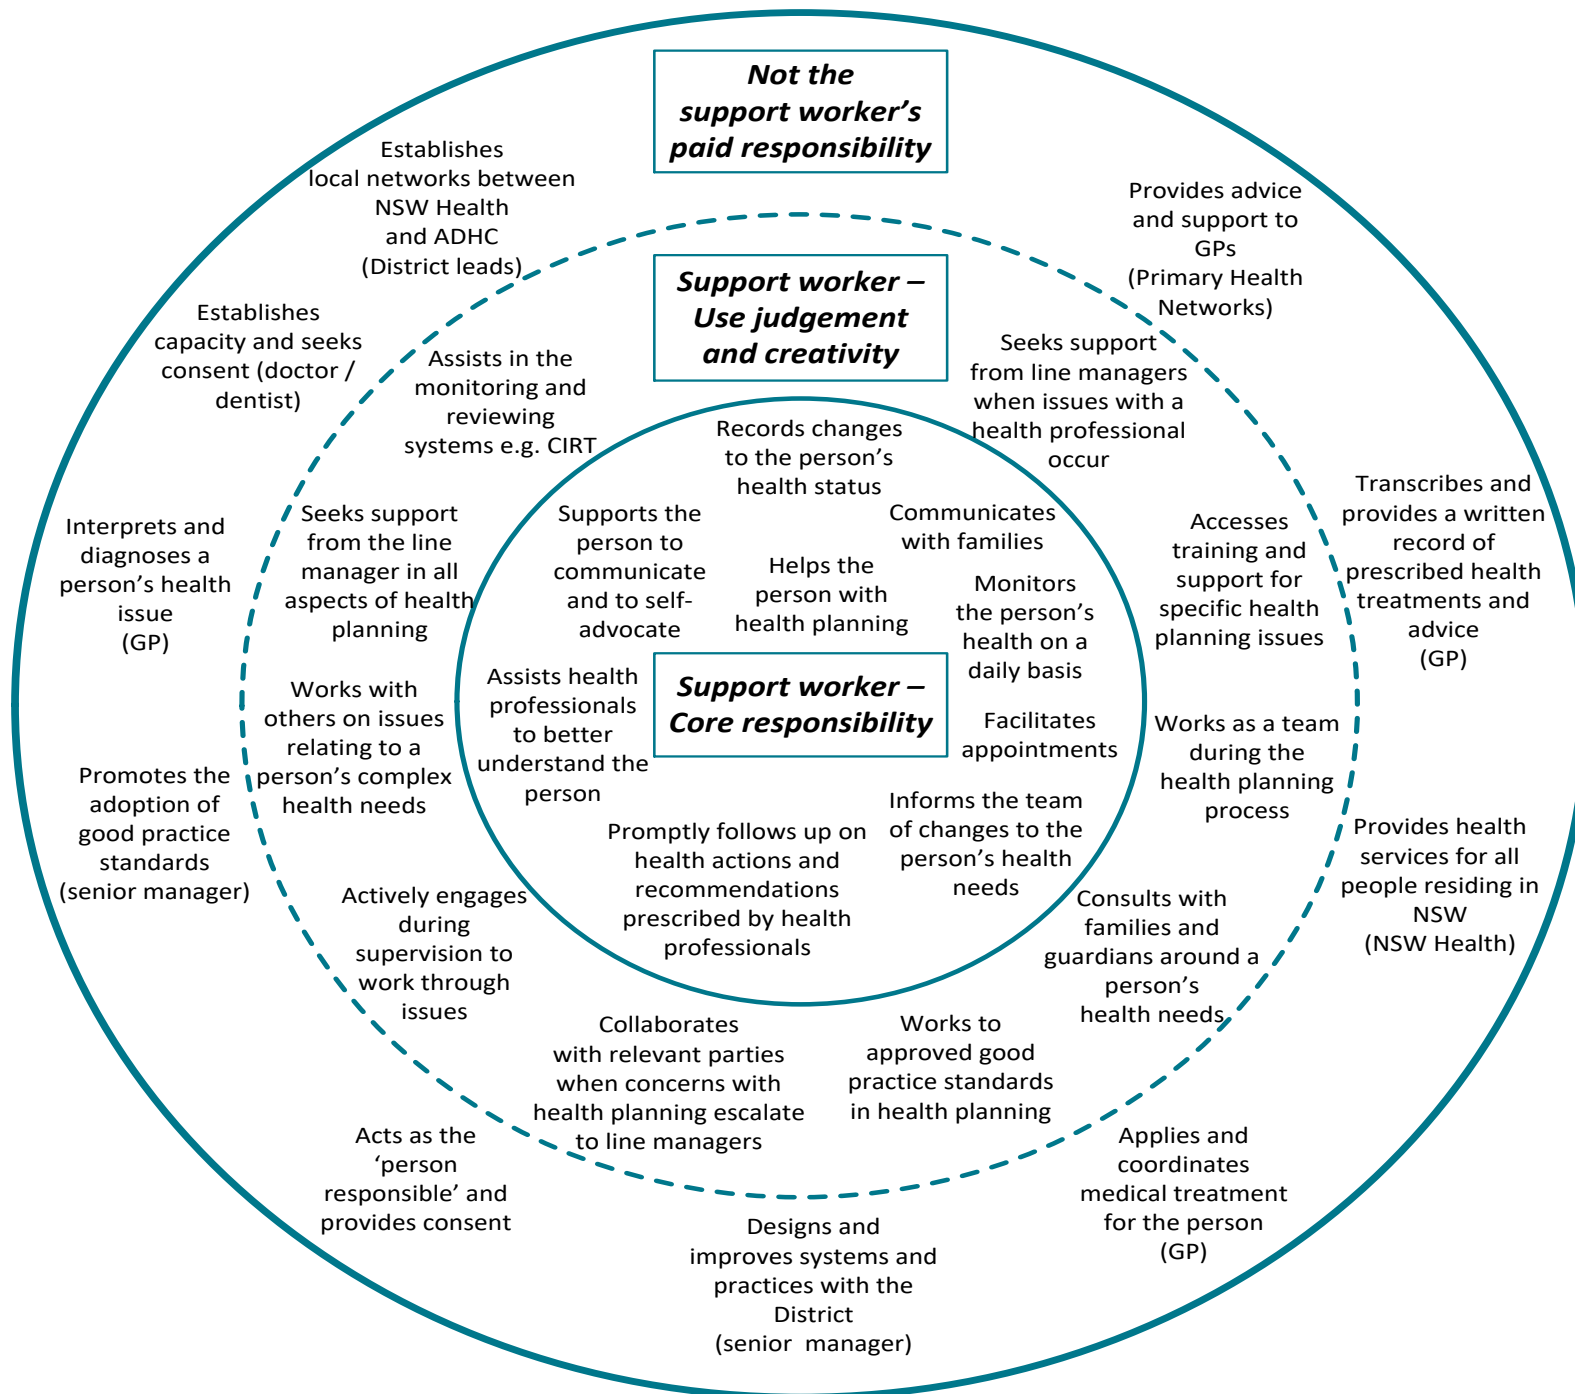 Not the
support worker’s
paid responsibility
Establishes
local networks between
NSW Health
and ADHC
(District leads)
Provides advice
and support to
GPs
(Primary Health
Networks)
Establishes
capacity and seeks
consent (doctor /
dentist)
Interprets and
diagnoses a
person’s health
issue
(GP)
Transcribes and
provides a written
record of
prescribed health
treatments and
advice
(GP)
Promotes the
adoption of
good practice
standards
(senior manager)
Provides health
services for all
people residing in
NSW
(NSW Health)
Acts as the
‘person
responsible’ and
provides consent
Designs and
improves systems and
practices with the
District
(senior  manager)
Applies and
coordinates
medical treatment
for the person
(GP)
Support worker –
Use judgement
and creativity
Assists in the
monitoring and
reviewing
systems e.g. CIRT
Seeks support
from line managers
when issues with a
health professional
occur
Seeks support
from the line
manager in all
aspects of health
planning
Accesses
training and
support for
specific health
planning issues
Works with
others on issues
relating to a
person’s complex
health needs
Works as a team
during the
health planning
process
Actively engages
during
supervision to
work through
issues
Consults with
families and
guardians around a
person’s
health needs
Collaborates
with relevant parties
when concerns with
health planning escalate
to line managers
Works to
approved good
practice standards
in health planning
Records changes
to the person’s
health status
Supports the
person to
communicate
and to self-
advocate
Communicates
with families
Helps the
person with
health planning
Monitors
the person’s
health on a
daily basis
Support worker –
Core responsibility
Assists health
professionals
to better
understand the
person
Facilitates
appointments
Promptly follows up on
health actions and
recommendations
prescribed by health
professionals
Informs the team
of changes to the
person’s health
needs